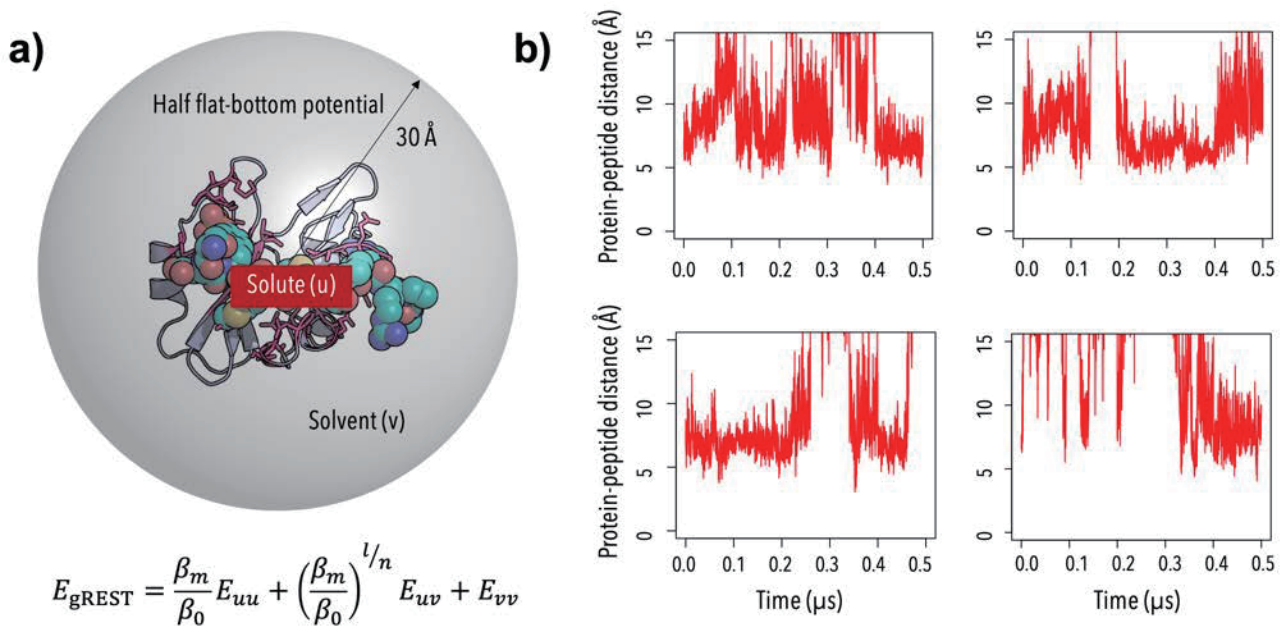 a)
Half flat-bottom potential
30 Å
Solute (u)
Solvent (v)
E_gREST = β_m/β_0 E_uu + (β_m/β_0)^{l/n} E_uv + E_vv
b)
Protein-peptide distance (Å)
15
10
5
0
0.0 0.1 0.2 0.3 0.4 0.5
15
10
5
0
0.0 0.1 0.2 0.3 0.4 0.5
Protein-peptide distance (Å)
15
10
5
0
0.0 0.1 0.2 0.3 0.4 0.5
Time (µs)
15
10
5
0
0.0 0.1 0.2 0.3 0.4 0.5
Time (µs)